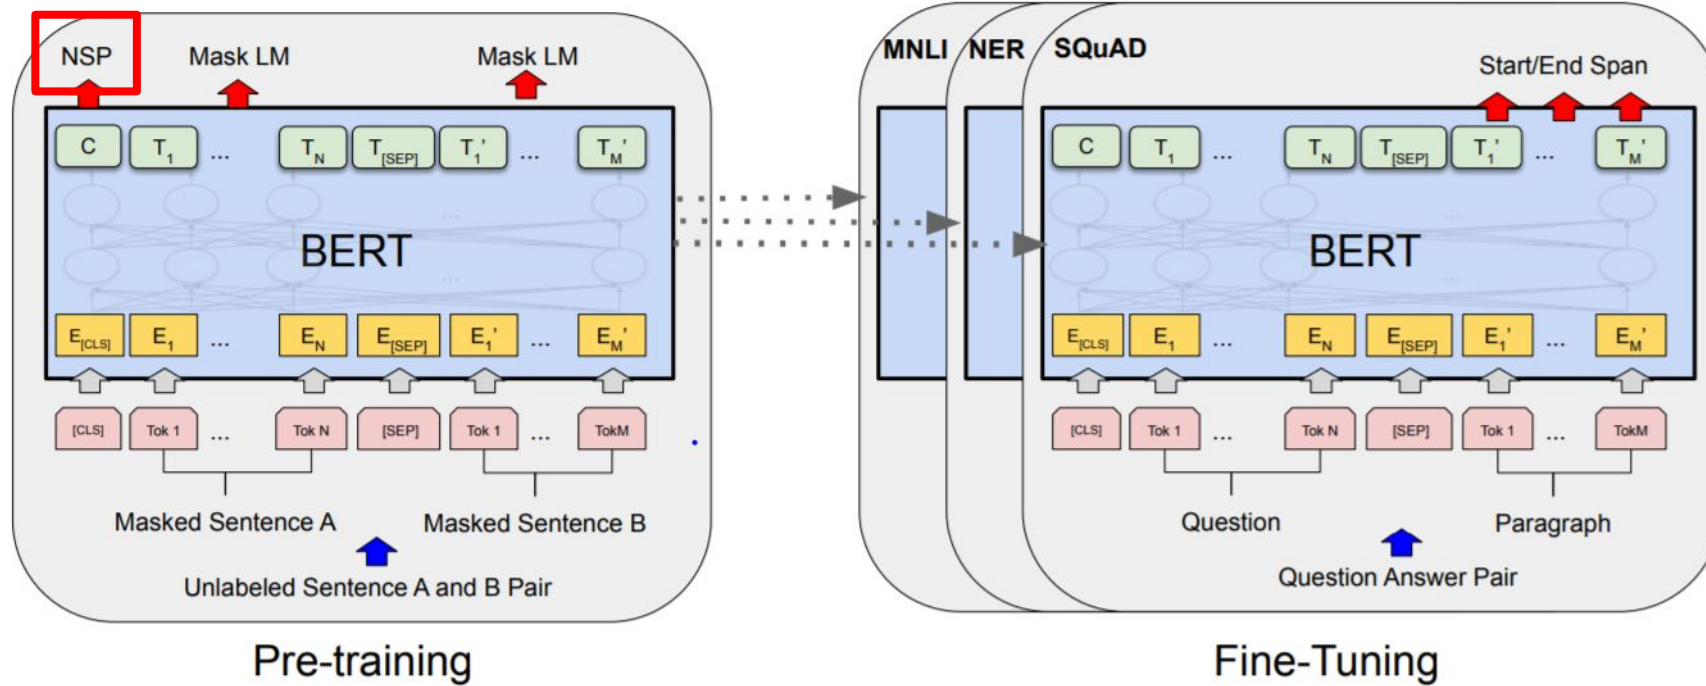 NSP Mask LM Mask LM
C T1 ... TN T[SEP] T1' ... TM'
...
BERT
...
E[CLS] E1 ... EN E[SEP] E1' ... EM'
[CLS] Tok 1 ... Tok N [SEP] Tok 1 ... TokM
Masked Sentence A Masked Sentence B
Unlabeled Sentence A and B Pair
Pre-training
MNLI NER SQuAD
Start/End Span
C T1 ... TN T[SEP] T1' ... TM'
...
BERT
...
E[CLS] E1 ... EN E[SEP] E1' ... EM'
[CLS] Tok 1 ... Tok N [SEP] Tok 1 ... TokM
Question Paragraph
Question Answer Pair
Fine-Tuning